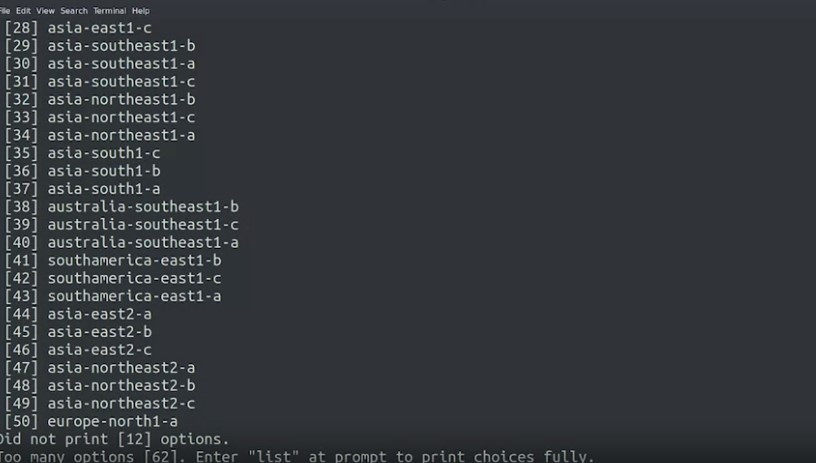 File Edit View Search Terminal Help
[28] asia-east1-c
[29] asia-southeast1-b
[30] asia-southeast1-a
[31] asia-southeast1-c
[32] asia-northeast1-b
[33] asia-northeast1-c
[34] asia-northeast1-a
[35] asia-south1-c
[36] asia-south1-b
[37] asia-south1-a
[38] australia-southeast1-b
[39] australia-southeast1-c
[40] australia-southeast1-a
[41] southamerica-east1-b
[42] southamerica-east1-c
[43] southamerica-east1-a
[44] asia-east2-a
[45] asia-east2-b
[46] asia-east2-c
[47] asia-northeast2-a
[48] asia-northeast2-b
[49] asia-northeast2-c
[50] europe-north1-a
Did not print [12] options.
Too many options [62]. Enter "list" at prompt to print choices fully.